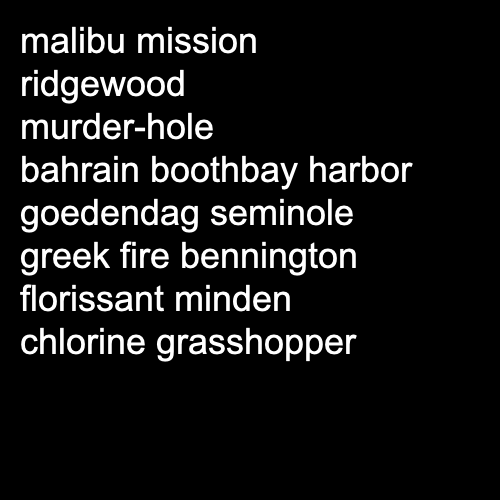 malibu mission
ridgewood
murder-hole
bahrain boothbay harbor
goedendag seminole
greek fire bennington
florissant minden
chlorine grasshopper